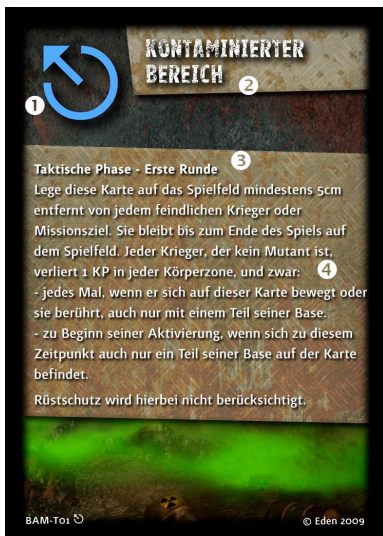 KONTAMINIERTER
BEREICH
1
2
3
Taktische Phase - Erste Runde
Lege diese Karte auf das Spielfeld mindestens 5cm
entfernt von jedem feindlichen Krieger oder
Missionsziel. Sie bleibt bis zum Ende des Spiels auf
dem Spielfeld. Jeder Krieger, der kein Mutant ist,
verliert 1 KP in jeder Körperzone, und zwar: 4
- jedes Mal, wenn er sich auf dieser Karte bewegt oder
sie berührt, auch nur mit einem Teil seiner Base.
- zu Beginn seiner Aktivierung, wenn sich zu diesem
Zeitpunkt auch nur ein Teil seiner Base auf der Karte
befindet.
Rüstschutz wird hierbei nicht berücksichtigt.
BAM-T01
© Eden 2009